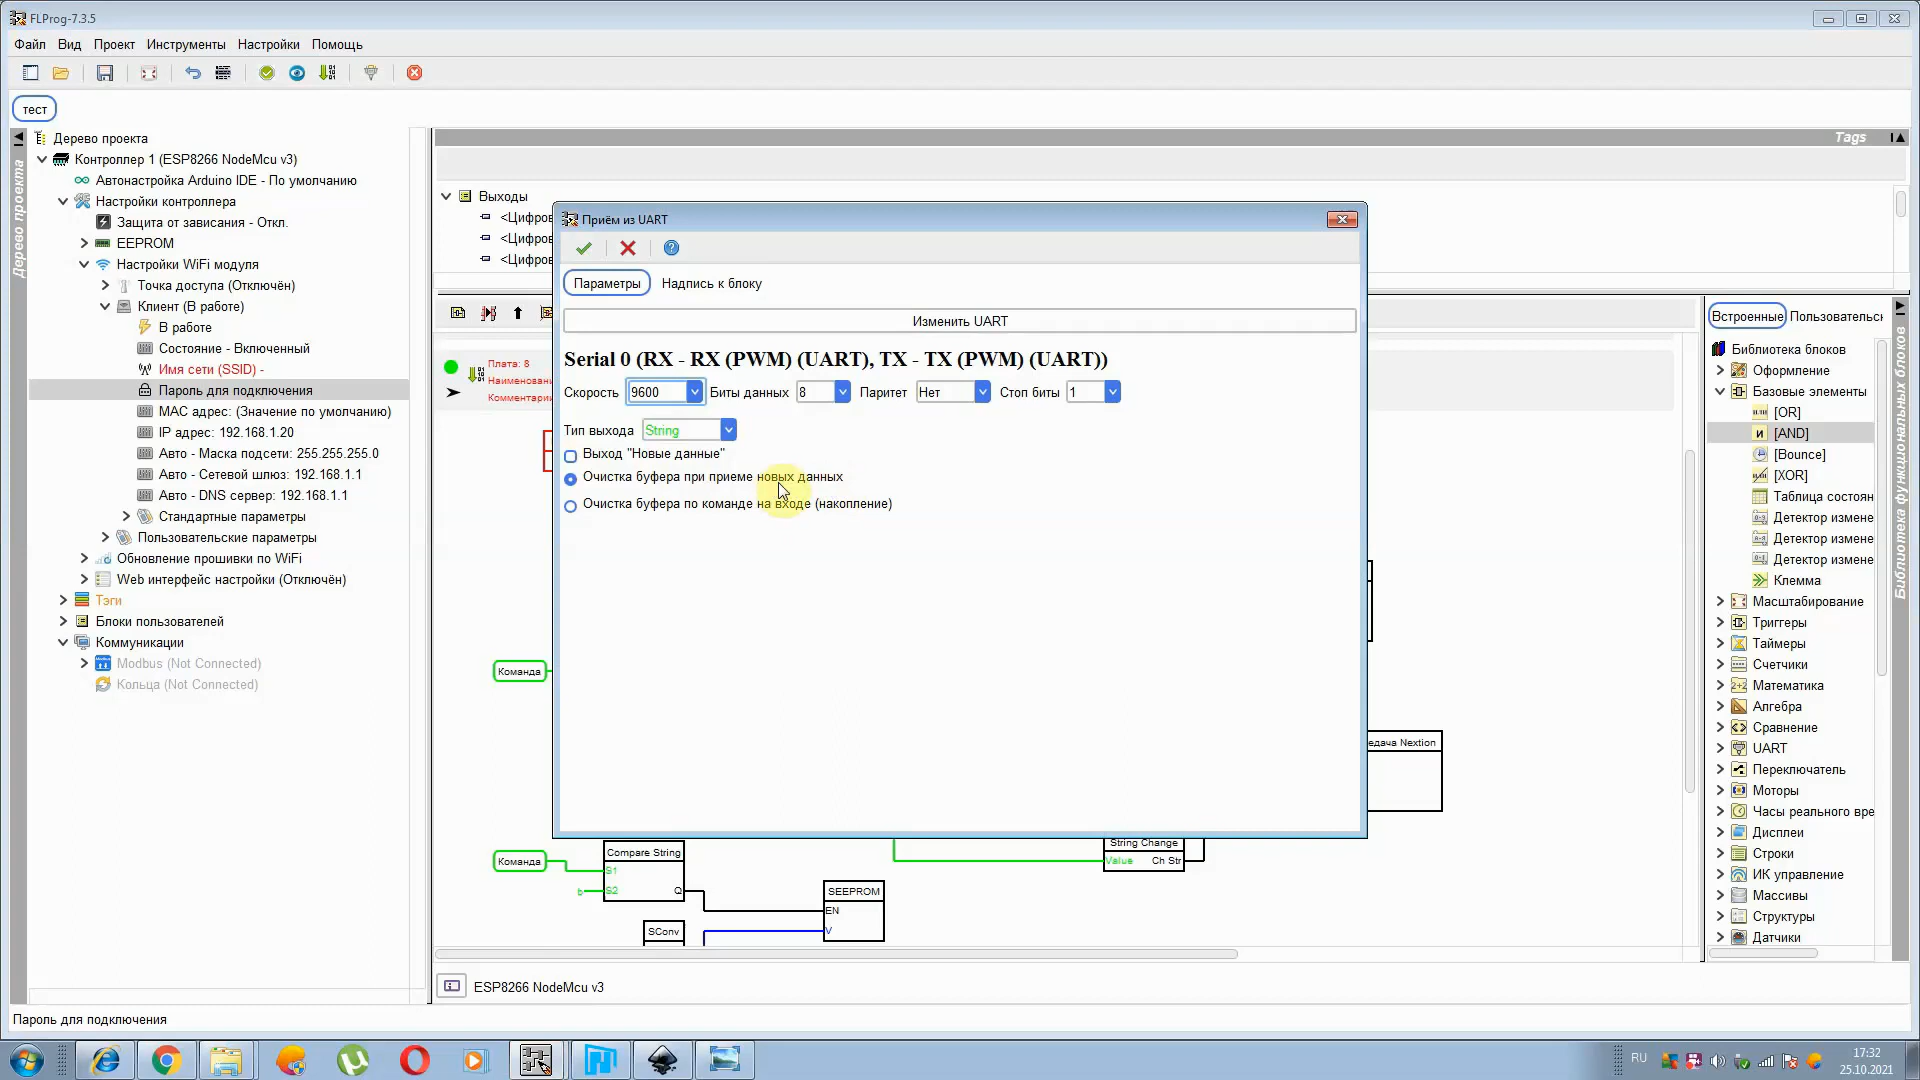 FLProg-7.3.5
Файл Вид Проект Инструменты Настройки Помощь
тест
Дерево проекта
Дерево проекта
Контроллер 1 (ESP8266 NodeMcu v3)
Автонастройка Arduino IDE - По умолчанию
Настройки контроллера
Защита от зависания - Откл.
EEPROM
Настройки WiFi модуля
Точка доступа (Отключён)
Клиент (В работе)
В работе
Состояние - Включенный
Имя сети (SSID) -
Пароль для подключения
MAC адрес: (Значение по умолчанию)
IP адрес: 192.168.1.20
Авто - Маска подсети: 255.255.255.0
Авто - Сетевой шлюз: 192.168.1.1
Авто - DNS сервер: 192.168.1.1
Стандартные параметры
Пользовательские параметры
Обновление прошивки по WiFi
Web интерфейс настройки (Отключён)
Тэги
Блоки пользователей
Коммуникации
Modbus (Not Connected)
Кольца (Not Connected)
Tags
Выходы
<Цифров
<Цифров
<Цифров
Плата: 8
Наименовани
Комментари
Приём из UART
Параметры Надпись к блоку
Изменить UART
Serial 0 (RX - RX (PWM) (UART), TX - TX (PWM) (UART))
Скорость 9600 Биты данных 8 Паритет Нет Стоп биты 1
Тип выхода String
Выход "Новые данные"
Очистка буфера при приеме новых данных
Очистка буфера по команде на входе (накопление)
Команда
едача Nextion
String Change
Value Ch Str
Команда
Compare String
S1
b S2 Q
SEEPROM
EN
V
SConv
Встроенные Пользовательск
Библиотека блоков
Оформление
Базовые элементы
[OR]
[AND]
[Bounce]
[XOR]
Таблица состоян
Детектор измене
Детектор измене
Детектор измене
Клемма
Масштабирование
Триггеры
Таймеры
Счетчики
Математика
Алгебра
Сравнение
UART
Переключатель
Моторы
Часы реального вре
Дисплеи
Строки
ИК управление
Массивы
Структуры
Датчики
Библиотека функциональных блоков
ESP8266 NodeMcu v3
Пароль для подключения
RU
17:32
25.10.2021